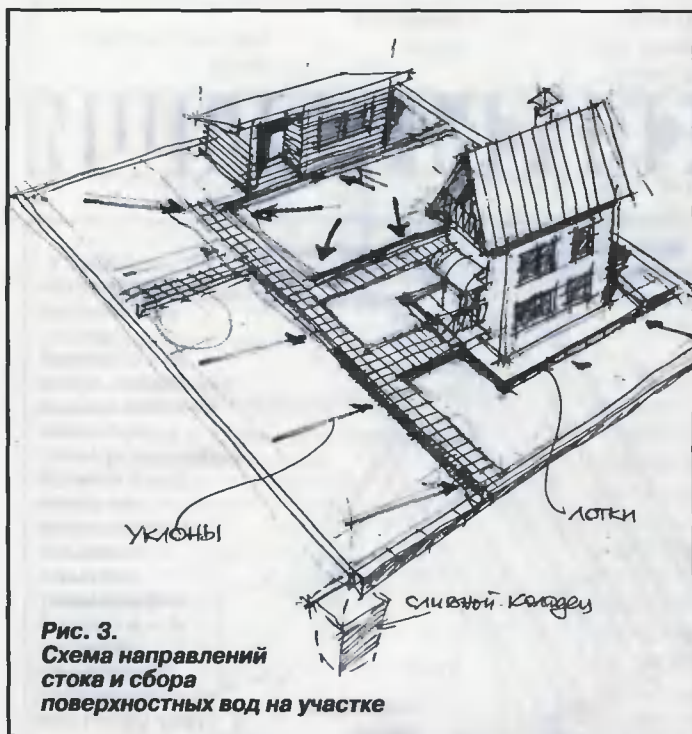 УКЛОНЫ
ЛОТКИ
СЛИВНОЙ КОЛОДЕЦ
Рис. 3.
Схема направлений
стока и сбора
поверхностных вод на участке